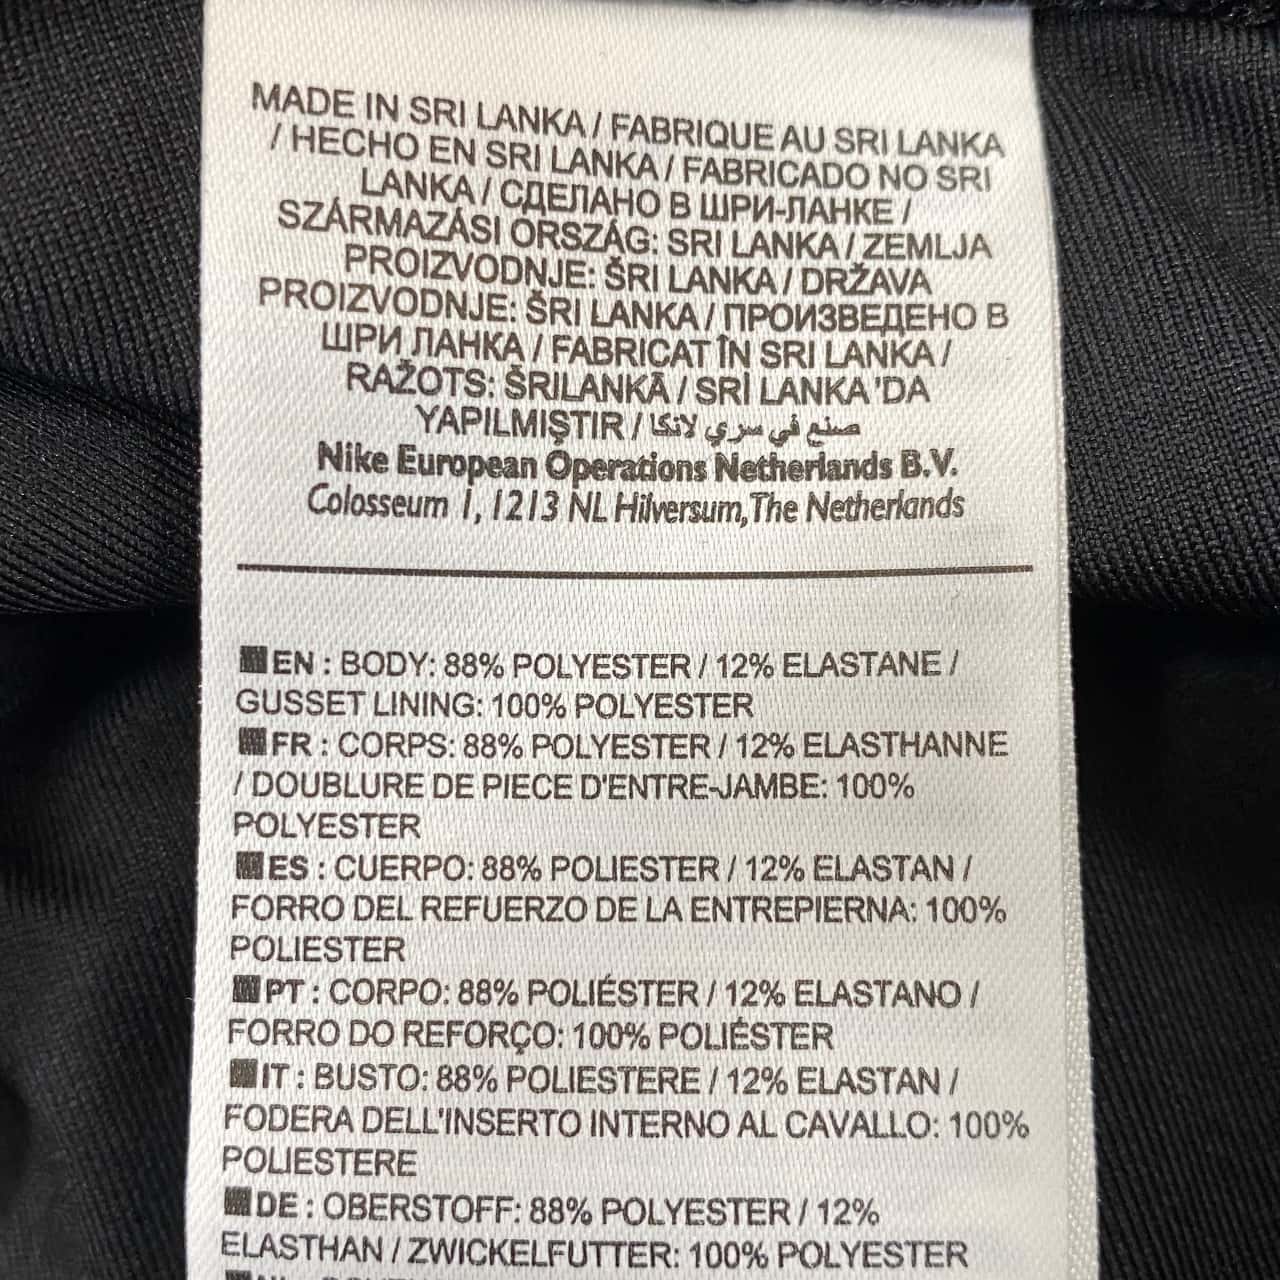 MADE IN SRI LANKA / FABRIQUE AU SRI LANKA
/ HECHO EN SRI LANKA / FABRICADO NO SRI
LANKA / СДЕЛАНО В ШРИ-ЛАНКЕ /
SZÁRMAZÁSI ORSZÁG: SRI LANKA / ZEMLJA
PROIZVODNJE: ŠRI LANKA / DRŽAVA
PROIZVODNJE: ŠRI LANKA / ПРОИЗВЕДЕНО В
ШРИ ЛАНКА / FABRICAT ÎN SRI LANKA /
RAŽOTS: ŠRILANKĀ / SRİ LANKA 'DA
YAPILMIŞTIR / صنع في سري لانكا
Nike European Operations Netherlands B.V.
Colosseum 1, 1213 NL Hilversum, The Netherlands
EN : BODY: 88% POLYESTER / 12% ELASTANE /
GUSSET LINING: 100% POLYESTER
FR : CORPS: 88% POLYESTER / 12% ELASTHANNE
/ DOUBLURE DE PIECE D'ENTRE-JAMBE: 100%
POLYESTER
ES : CUERPO: 88% POLIESTER / 12% ELASTAN /
FORRO DEL REFUERZO DE LA ENTREPIERNA: 100%
POLIESTER
PT : CORPO: 88% POLIÉSTER / 12% ELASTANO /
FORRO DO REFORÇO: 100% POLIÉSTER
IT : BUSTO: 88% POLIESTERE / 12% ELASTAN /
FODERA DELL'INSERTO INTERNO AL CAVALLO: 100%
POLIESTERE
DE : OBERSTOFF: 88% POLYESTER / 12%
ELASTHAN / ZWICKELFUTTER: 100% POLYESTER